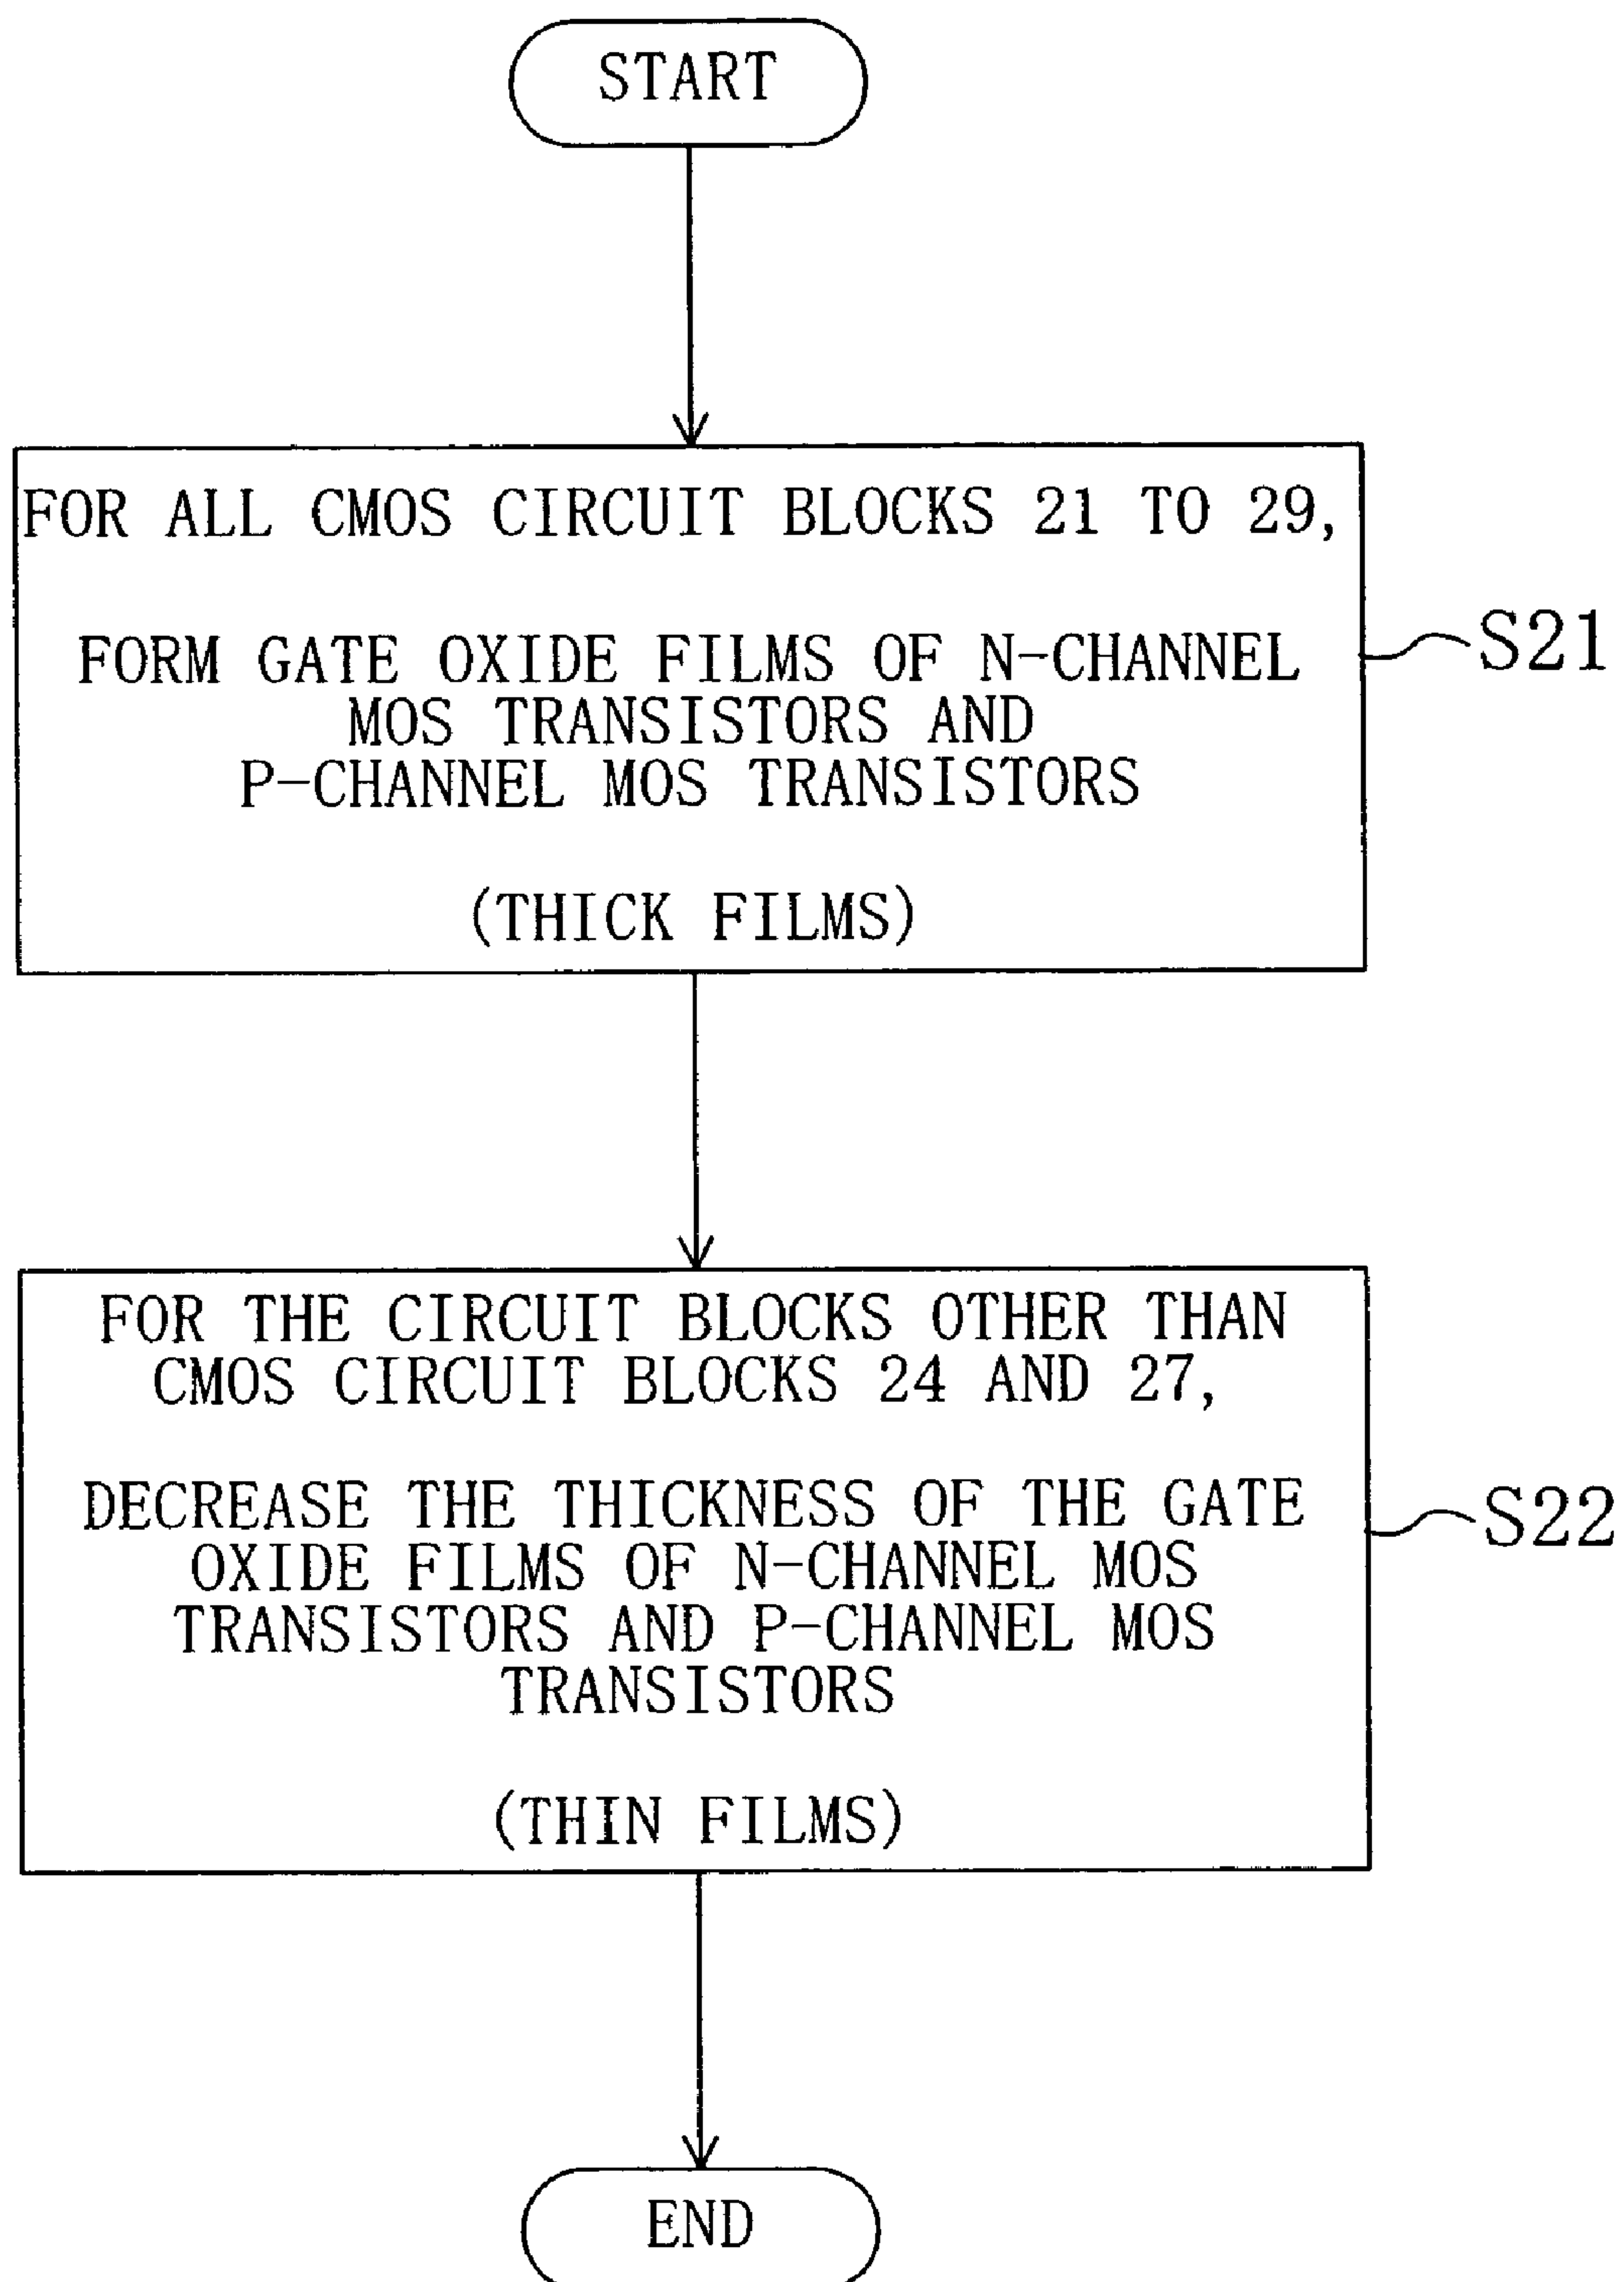 START
FOR ALL CMOS CIRCUIT BLOCKS 21 TO 29,
FORM GATE OXIDE FILMS OF N-CHANNEL
MOS TRANSISTORS AND
P-CHANNEL MOS TRANSISTORS
(THICK FILMS)
S21
FOR THE CIRCUIT BLOCKS OTHER THAN
CMOS CIRCUIT BLOCKS 24 AND 27,
DECREASE THE THICKNESS OF THE GATE
OXIDE FILMS OF N-CHANNEL MOS
TRANSISTORS AND P-CHANNEL MOS
TRANSISTORS
(THIN FILMS)
S22
END